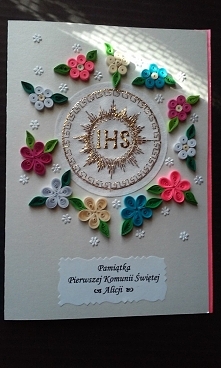 IHS
Pamiątka
Pierwszej Komunii Świętej
Alicji